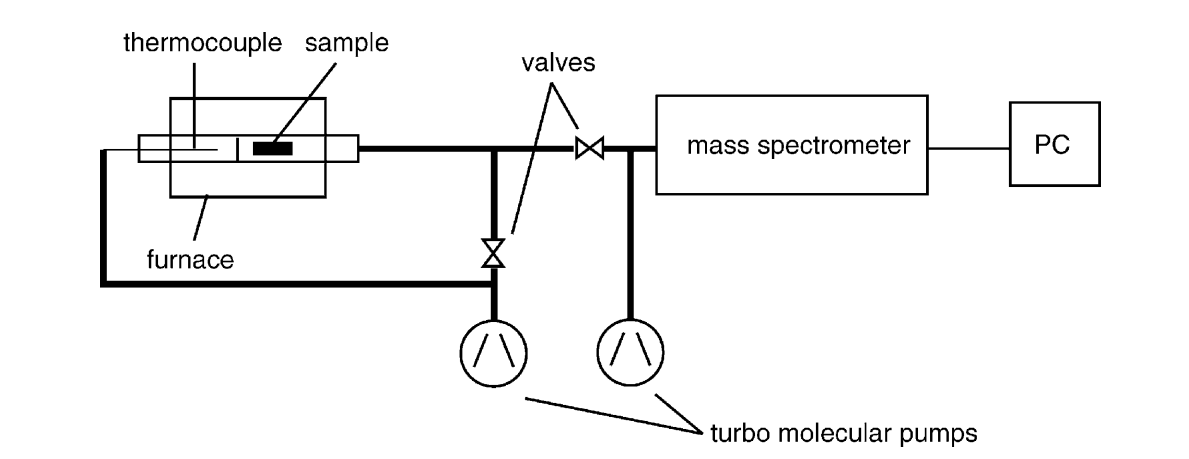 thermocouple sample
valves
mass spectrometer
PC
furnace
turbo molecular pumps